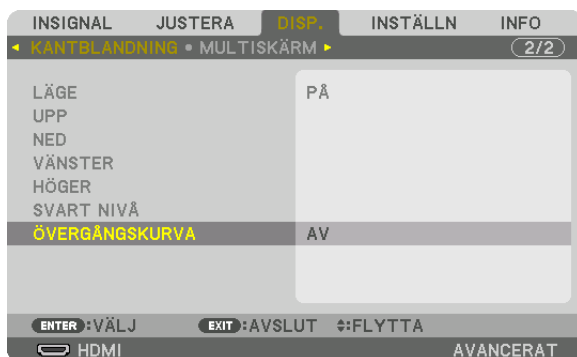 INSIGNAL JUSTERA DISP. INSTÄLLN INFO
KANTBLANDNING • MULTISKÄRM 2/2
LÄGE PÅ
UPP
NED
VÄNSTER
HÖGER
SVART NIVÅ
ÖVERGÅNGSKURVA AV
ENTER :VÄLJ EXIT :AVSLUT :FLYTTA
HDMI AVANCERAT